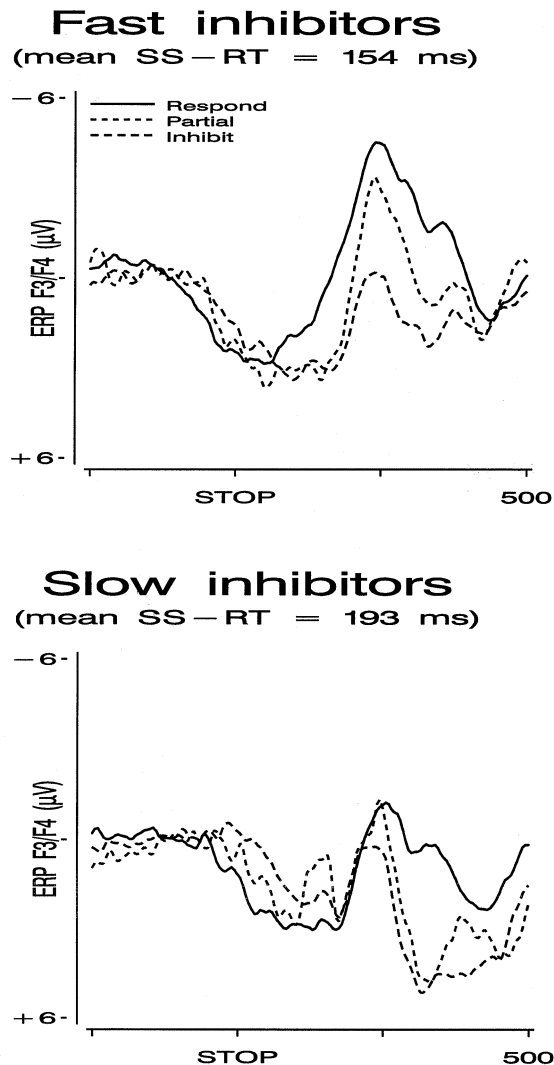 Fast inhibitors
(mean SS-RT = 154 ms)
-6-
Respond
Partial
Inhibit
ERP F3/F4 (µV)
+6-
STOP 500
Slow inhibitors
(mean SS-RT = 193 ms)
-6-
ERP F3/F4 (µV)
+6-
STOP 500